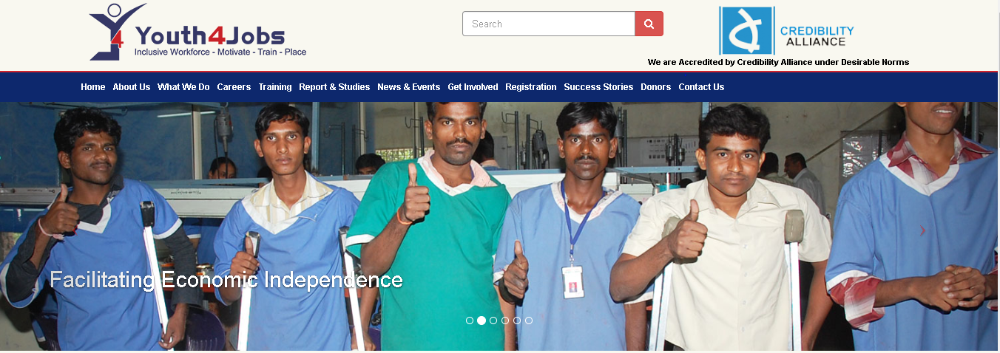 Youth4Jobs
Inclusive Workforce - Motivate - Train - Place
Search
CREDIBILITY
ALLIANCE
We are Accredited by Credibility Alliance under Desirable Norms
Home About Us What We Do Careers Training Report & Studies News & Events Get Involved Registration Success Stories Donors Contact Us
Facilitating Economic Independence